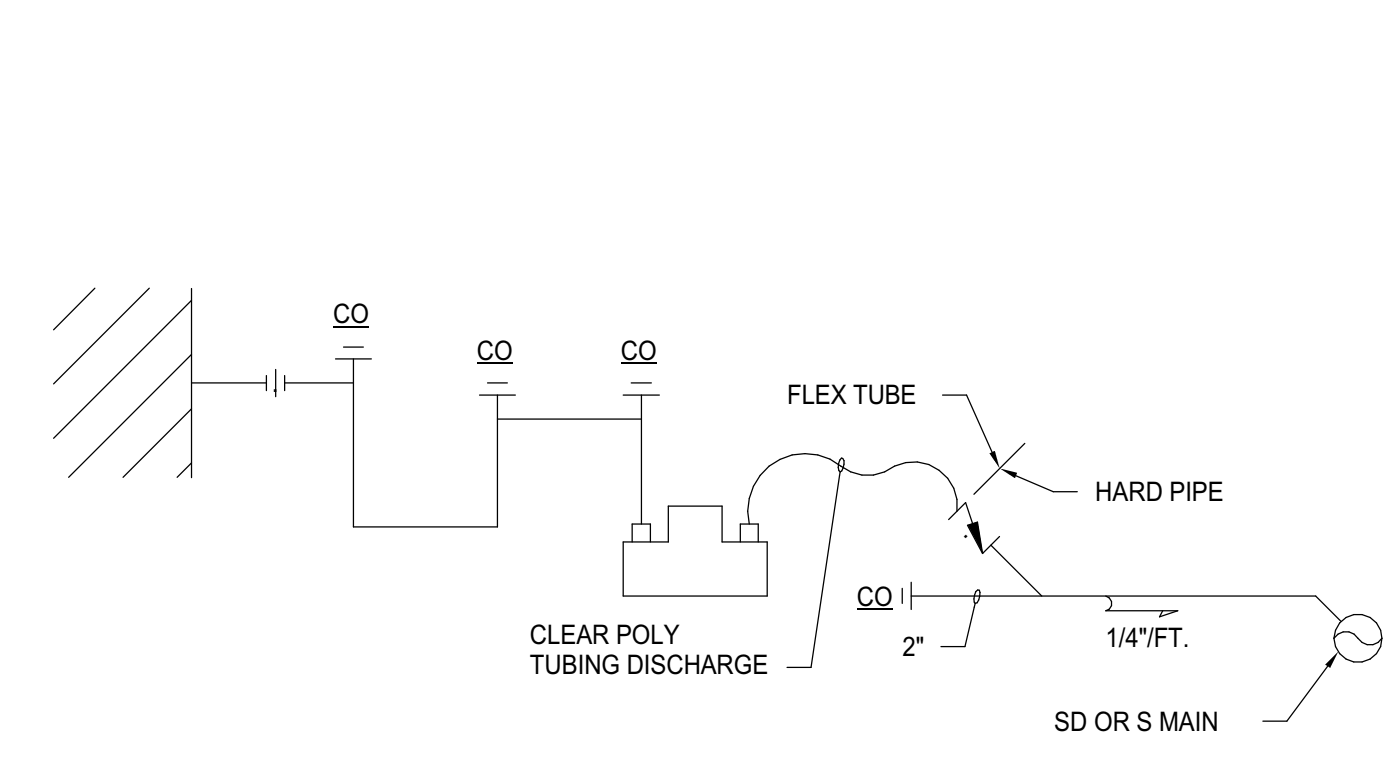 CO
CO
CO
FLEX TUBE
HARD PIPE
CO
2"
1/4"/FT.
CLEAR POLY
TUBING DISCHARGE
SD OR S MAIN